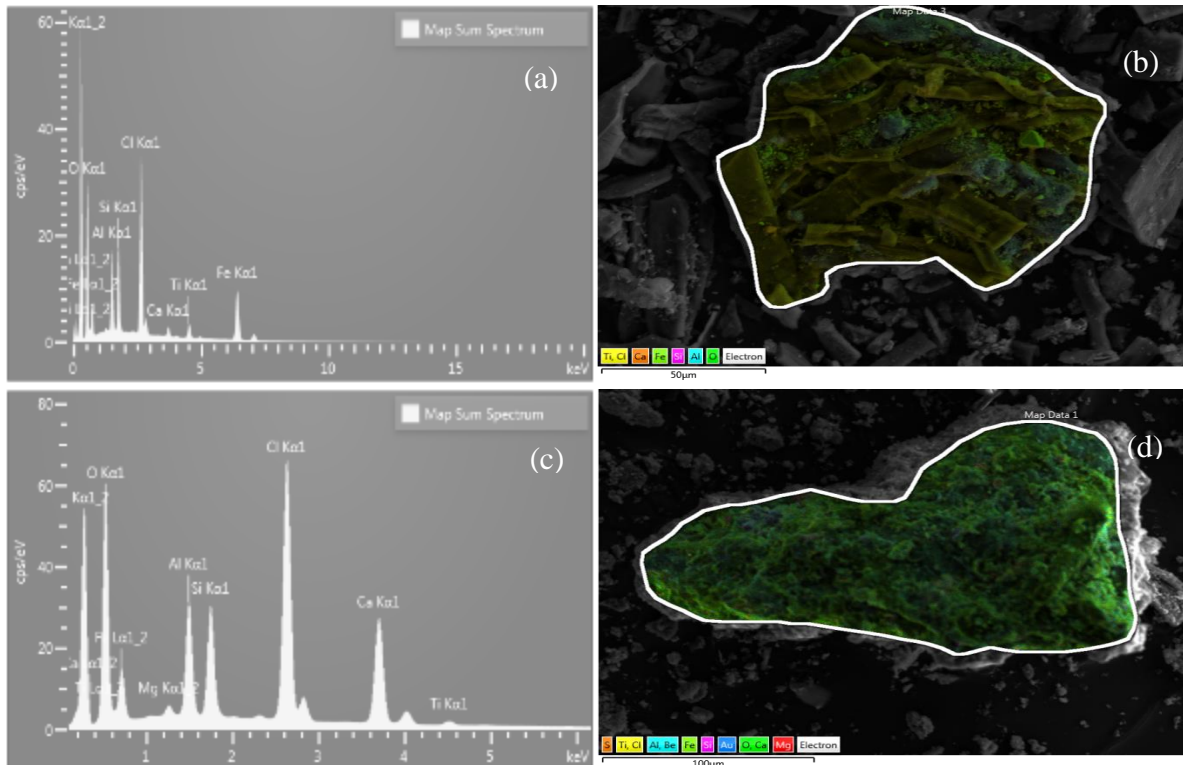 60
40
20
0
cps/eV
Kα1_2
O Kα1
Si Kα1
Al Kα1
Cl Kα1
Ca Kα1
Ti Kα1
Fe Kα1
Map Sum Spectrum
(a)
0
5
10
15
keV
Map Data 3
(b)
Ti, Cl Ca Fe Si Al O Electron
50µm
80
60
40
20
0
cps/eV
Kα1_2
O Kα1
Lα1_2
Mg Kα1_2
Al Kα1
Si Kα1
Cl Kα1
Ca Kα1
Ti Kα1
Map Sum Spectrum
(c)
1
2
3
4
5
keV
Map Data 1
(d)
S Ti, Cl Al, Be Fe Si Au O, Ca Mg Electron
100µm